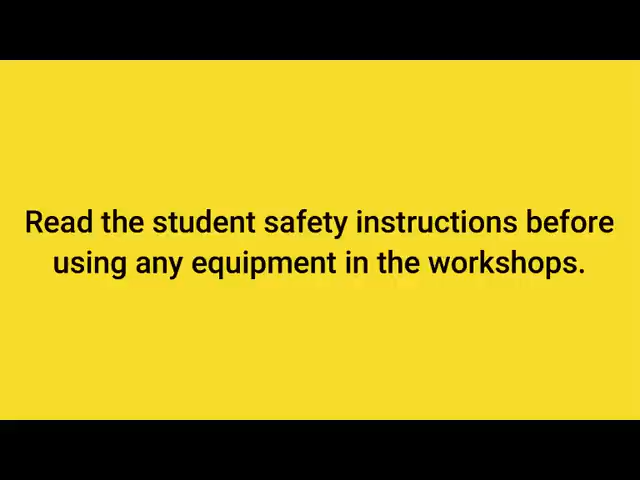 Read the student safety instructions before
using any equipment in the workshops.